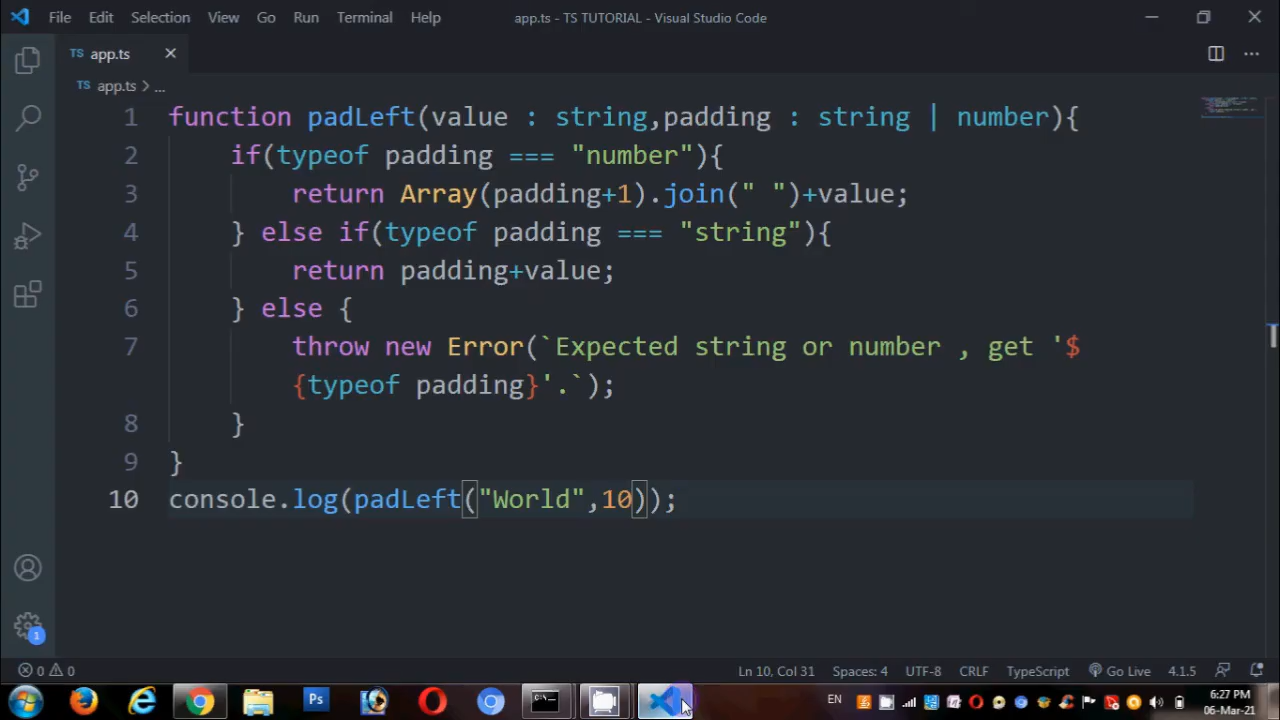 File Edit Selection View Go Run Terminal Help app.ts - TS TUTORIAL - Visual Studio Code
TS app.ts
TS app.ts > ...
1 function padLeft(value : string,padding : string | number){
2 if(typeof padding === "number"){
3 return Array(padding+1).join(" ")+value;
4 } else if(typeof padding === "string"){
5 return padding+value;
6 } else {
7 throw new Error(`Expected string or number , get '$
{typeof padding}'.`);
8 }
9 }
10 console.log(padLeft("World",10));
1
0 0 Ln 10, Col 31 Spaces: 4 UTF-8 CRLF TypeScript Go Live 4.1.5
Ps EN 6:27 PM
06-Mar-21